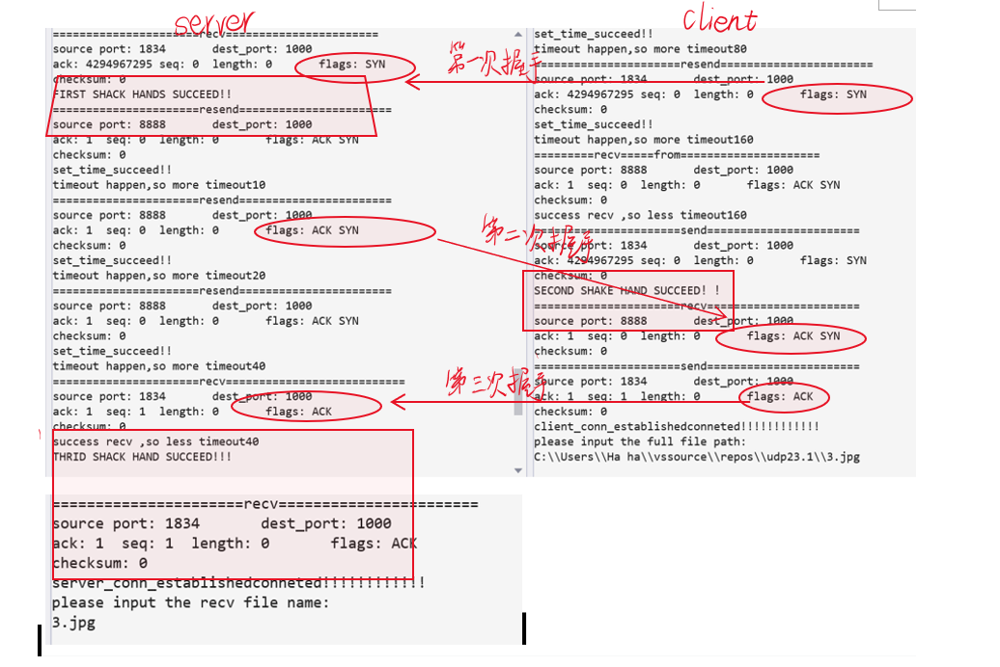 server
=====================recv======================
source port: 1834 dest_port: 1000
ack: 4294967295 seq: 0 length: 0 flags: SYN
checksum: 0
FIRST SHACK HANDS SUCCEED!!
=====================resend======================
source port: 8888 dest_port: 1000
ack: 1 seq: 0 length: 0 flags: ACK SYN
checksum: 0
set_time_succeed!!
timeout happen,so more timeout10
=====================resend======================
source port: 8888 dest_port: 1000
ack: 1 seq: 0 length: 0 flags: ACK SYN
checksum: 0
set_time_succeed!!
timeout happen,so more timeout20
=====================resend======================
source port: 8888 dest_port: 1000
ack: 1 seq: 0 length: 0 flags: ACK SYN
checksum: 0
set_time_succeed!!
timeout happen,so more timeout40
=====================recv========================
source port: 1834 dest_port: 1000
ack: 1 seq: 1 length: 0 flags: ACK
checksum: 0
success recv ,so less timeout40
THRID SHACK HAND SUCCEED!!!
======================recv=======================
source port: 1834 dest_port: 1000
ack: 1 seq: 1 length: 0 flags: ACK
checksum: 0
server_conn_establishedconneted!!!!!!!!!!!!
please input the recv file name:
3.jpg
第一次握手
第二次握手
第三次握手
client
set_time_succeed!!
timeout happen,so more timeout80
=====================resend======================
source port: 1834 dest_port: 1000
ack: 4294967295 seq: 0 length: 0 flags: SYN
checksum: 0
set_time_succeed!!
timeout happen,so more timeout160
=========recv=====from====================
source port: 8888 dest_port: 1000
ack: 1 seq: 0 length: 0 flags: ACK SYN
checksum: 0
success recv ,so less timeout160
=====================send======================
source port: 1834 dest_port: 1000
ack: 4294967295 seq: 0 length: 0 flags: SYN
checksum: 0
SECOND SHAKE HAND SUCCEED! !
=====================recv======================
source port: 8888 dest_port: 1000
ack: 1 seq: 0 length: 0 flags: ACK SYN
checksum: 0
=====================send======================
source port: 1834 dest_port: 1000
ack: 1 seq: 1 length: 0 flags: ACK
checksum: 0
client_conn_establishedconneted!!!!!!!!!!!!
please input the full file path:
C:\\Users\\Ha ha\\vssource\\repos\\udp23.1\\3.jpg